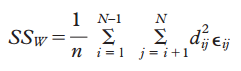 $SS_W = \frac{1}{n} \sum_{i=1}^{N-1} \sum_{j=i+1}^{N} d_{ij}^2 \epsilon_{ij}$